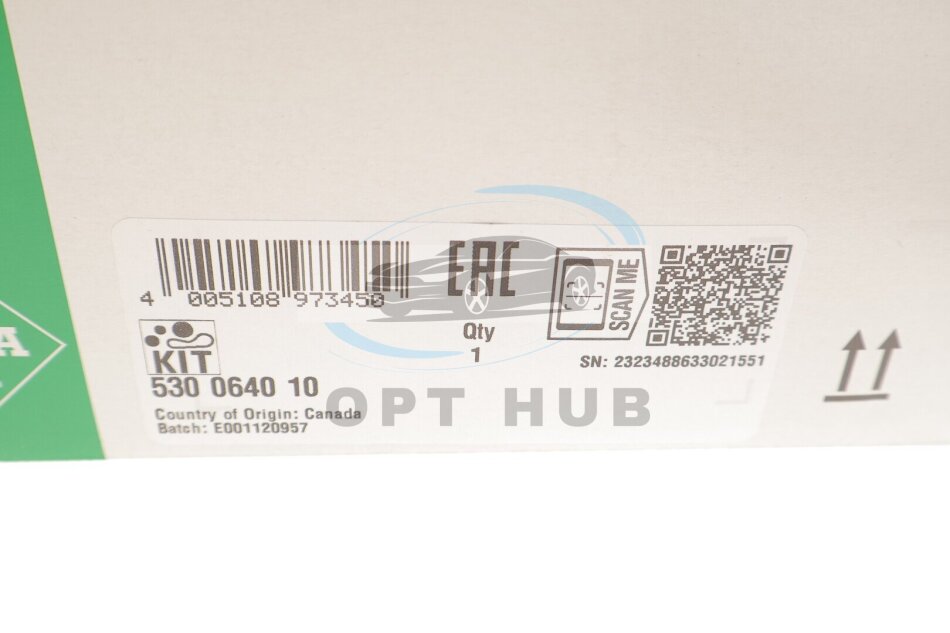 4 005108 973450
EAC
Qty
1
SCAN ME
SN: 2323488633021551
KIT
530 0640 10
Country of Origin: Canada
Batch: E001120957
OPT HUB
A